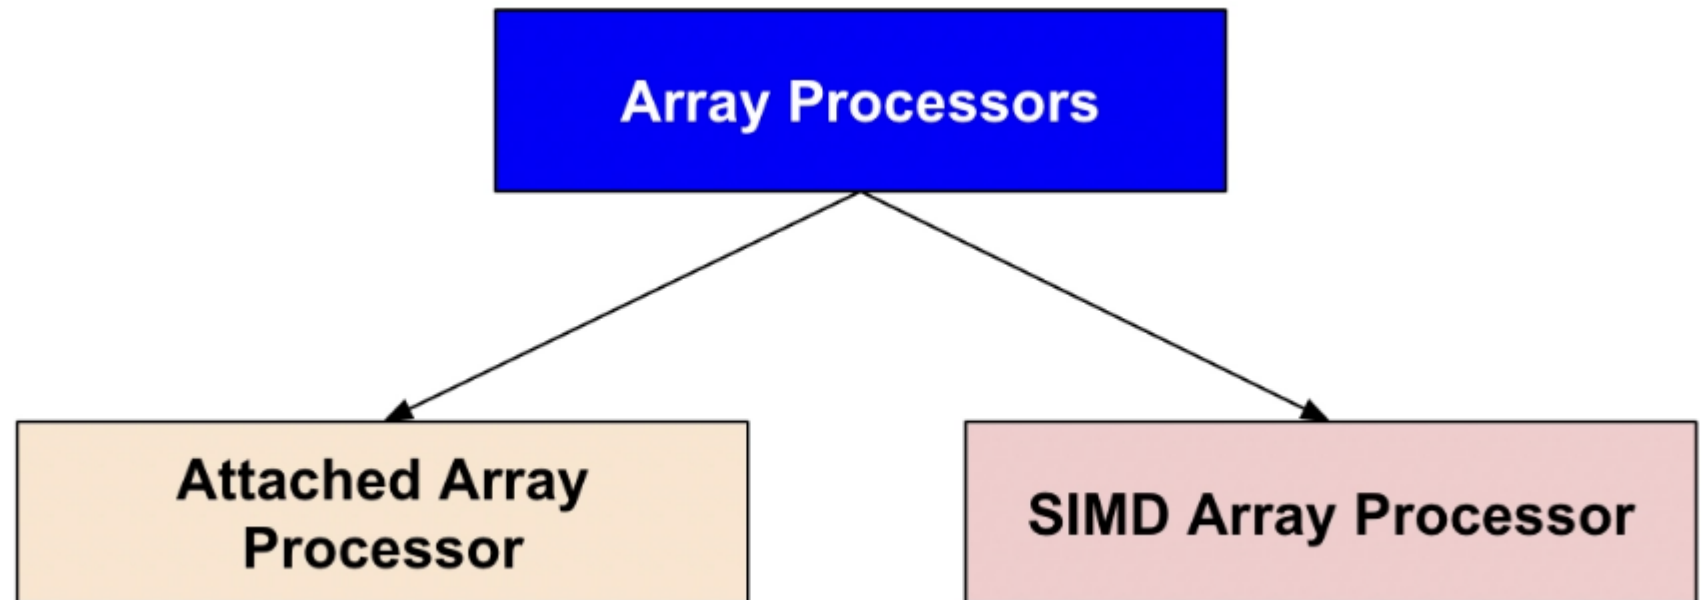 Array Processors
Attached Array
Processor
SIMD Array Processor